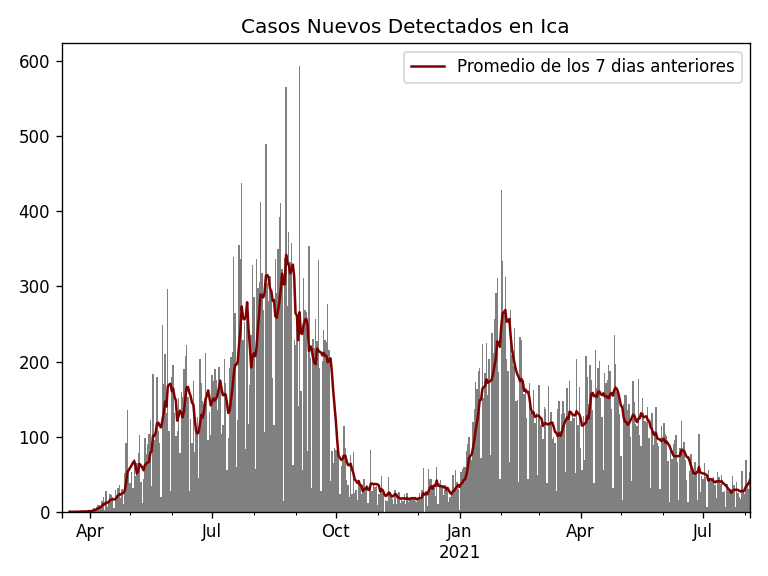 Casos Nuevos Detectados en Ica
Promedio de los 7 dias anteriores
600
500
400
300
200
100
0
Apr Jul Oct Jan Apr Jul
2021